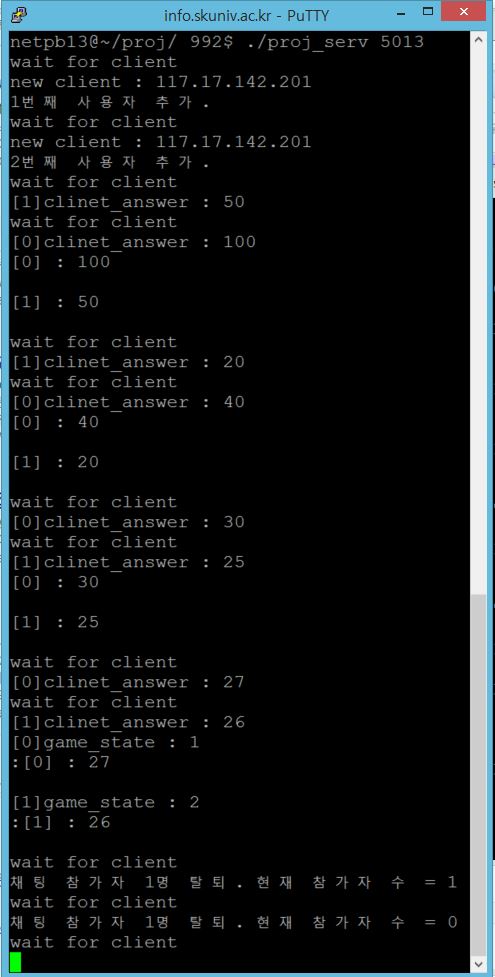 info.skuniv.ac.kr - PuTTY
netpb13@~/proj/ 992$ ./proj_serv 5013
wait for client
new client : 117.17.142.201
1번째 사용자 추가.
wait for client
new client : 117.17.142.201
2번째 사용자 추가.
wait for client
[1]clinet_answer : 50
wait for client
[0]clinet_answer : 100
[0] : 100
[1] : 50
wait for client
[1]clinet_answer : 20
wait for client
[0]clinet_answer : 40
[0] : 40
[1] : 20
wait for client
[0]clinet_answer : 30
wait for client
[1]clinet_answer : 25
[0] : 30
[1] : 25
wait for client
[0]clinet_answer : 27
wait for client
[1]clinet_answer : 26
[0]game_state : 1
:[0] : 27
[1]game_state : 2
:[1] : 26
wait for client
채팅 참가자 1명 탈퇴.현재 참가자 수 = 1
wait for client
채팅 참가자 1명 탈퇴.현재 참가자 수 = 0
wait for client